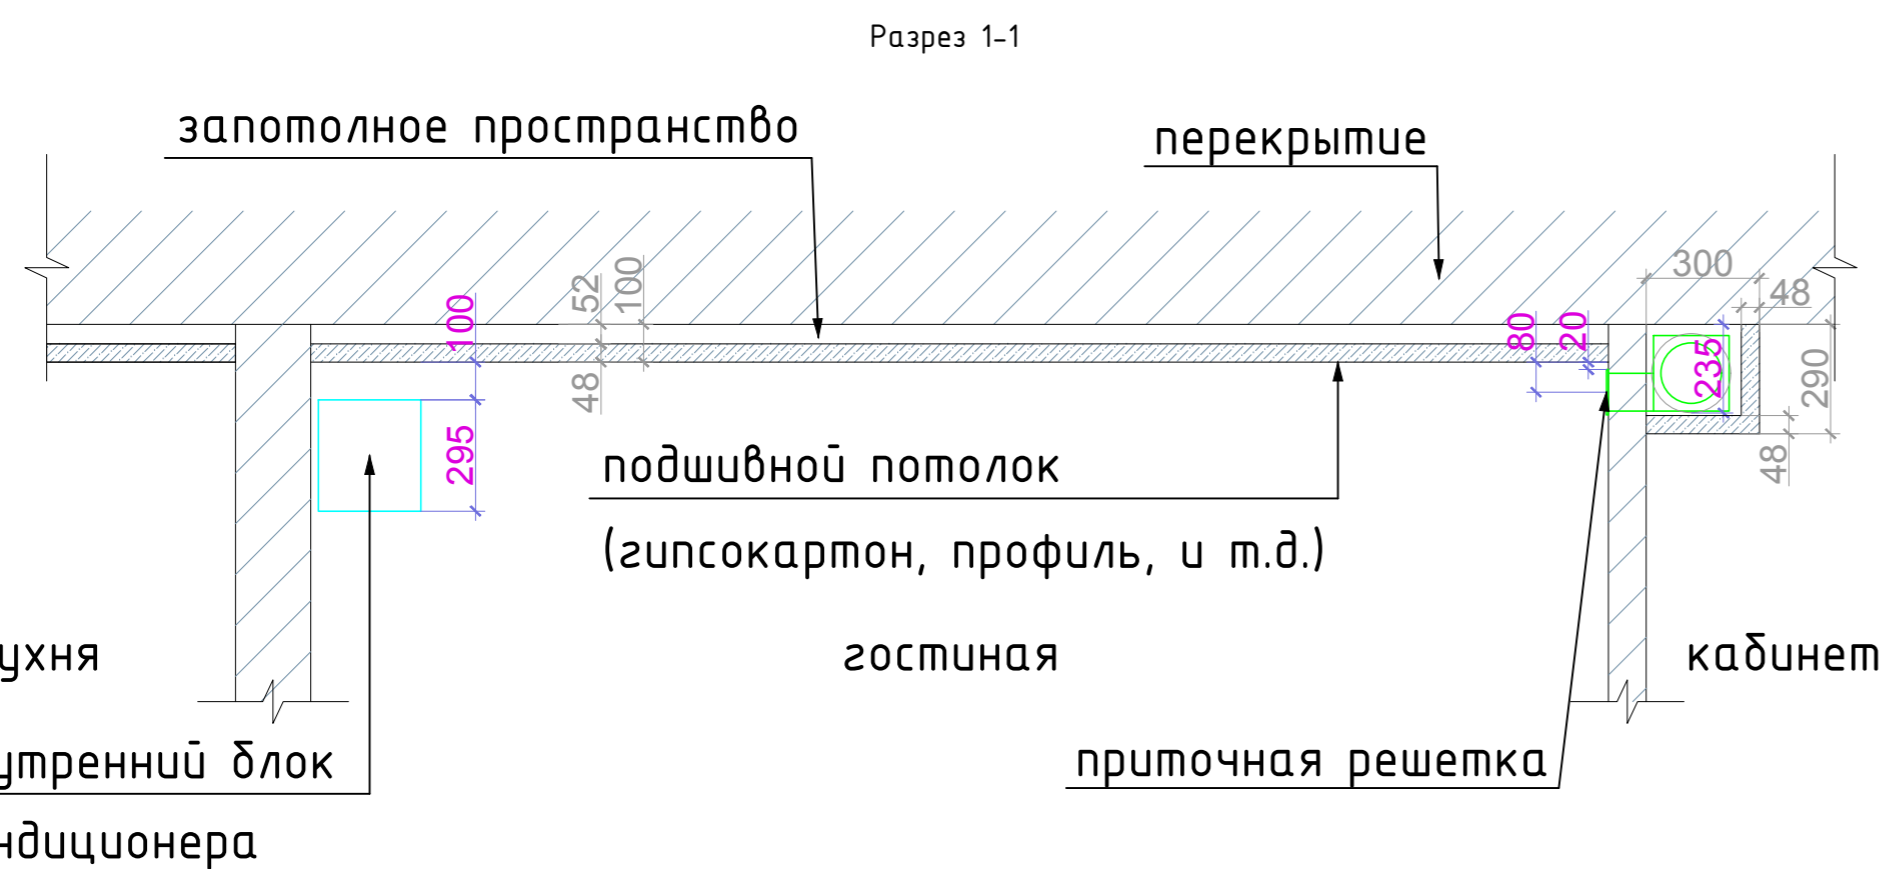 Разрез 1-1
запотолное пространство
перекрытие
300
48
52
100
100
80
20
235
290
48
48
295
подшивной потолок
(гипсокартон, профиль, и т.д.)
ухня
гостиная
кабинет
утренний блок
приточная решетка
ндиционера